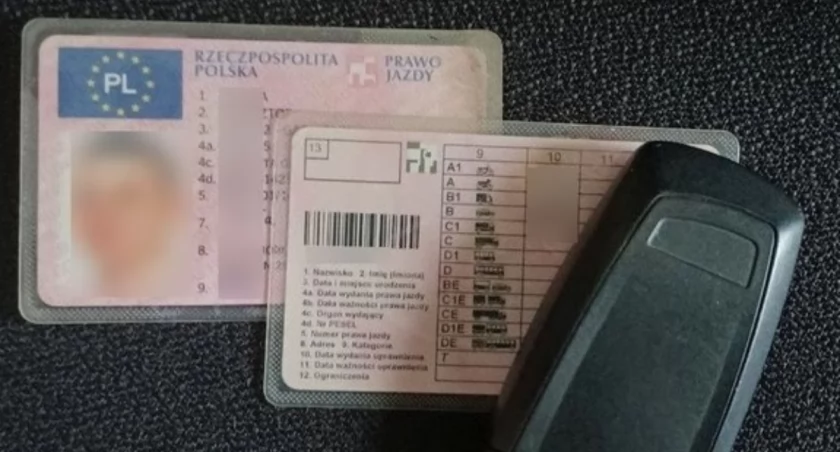 RZECZPOSPOLITA
POLSKA
PRAWO
JAZDY
PL
1
2.
3.
4a.
4c.
4d.
5.
7.
8.
9.
13.
9
10
11
A1
A
B1
B
C1
C
D1
D
BE
C1E
CE
D1E
DE
T
1. Nazwisko 2. Imię (imiona)
3. Data i miejsce urodzenia
4a. Data wydania prawa jazdy
4b. Data ważności prawa jazdy
4c. Organ wydający
4d. Nr PESEL
5. Numer prawa jazdy
8. Adres 9. Kategorie
10. Data wydania uprawnienia
11. Data ważności uprawnienia
12. Ograniczenia